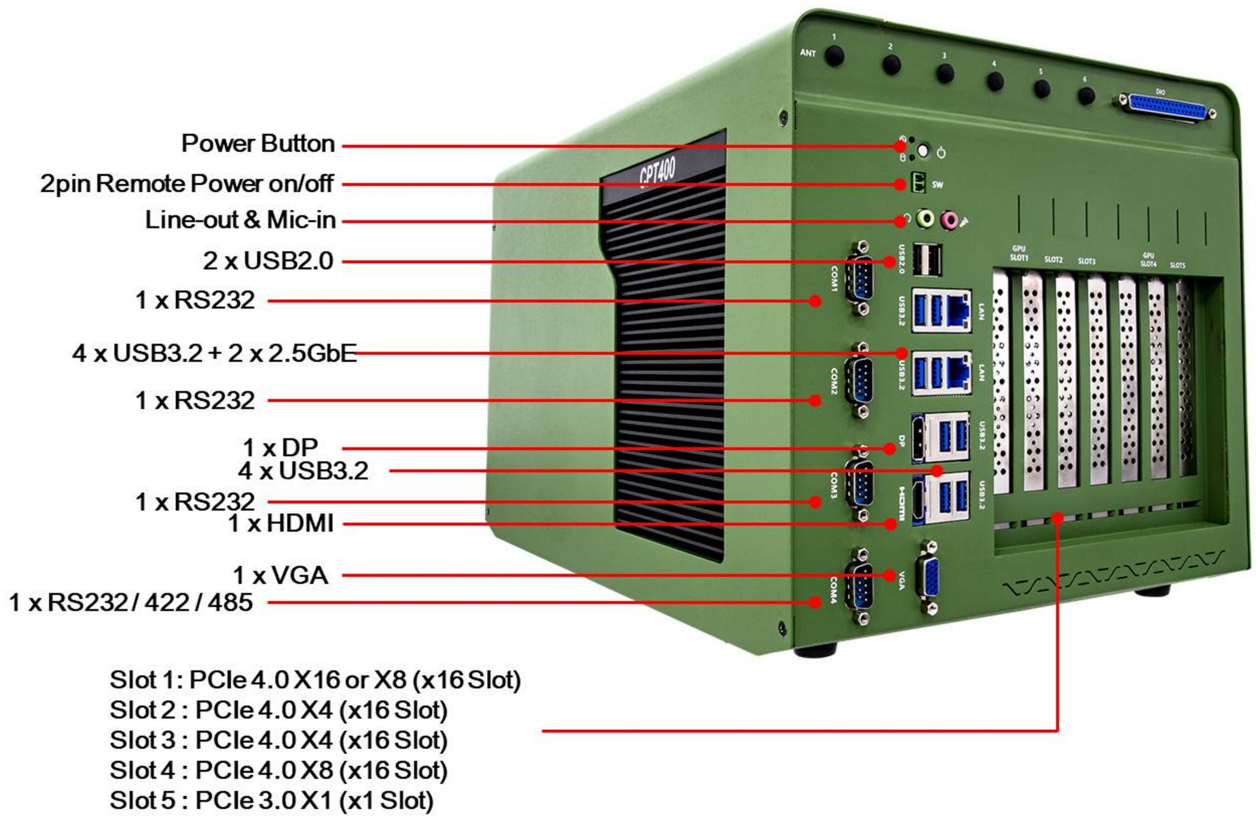 ANT 1 2 3 4 5 6
DIO
Power Button
CPT400
2pin Remote Power on/off
SW
Line-out & Mic-in
2 x USB2.0
USB2.0
GPU SLOT1
SLOT2
SLOT3
GPU SLOT4
SLOT5
1 x RS232
COM1
USB3.2
LAN
4 x USB3.2 + 2 x 2.5GbE
USB3.2
LAN
1 x RS232
COM2
1 x DP
DP
USB3.2
4 x USB3.2
1 x RS232
COM3
1 x HDMI
HDMI
USB3.2
1 x VGA
VGA
1 x RS232 / 422 / 485
COM4
Slot 1: PCIe 4.0 X16 or X8 (x16 Slot)
Slot 2 : PCIe 4.0 X4 (x16 Slot)
Slot 3 : PCIe 4.0 X4 (x16 Slot)
Slot 4 : PCIe 4.0 X8 (x16 Slot)
Slot 5 : PCIe 3.0 X1 (x1 Slot)